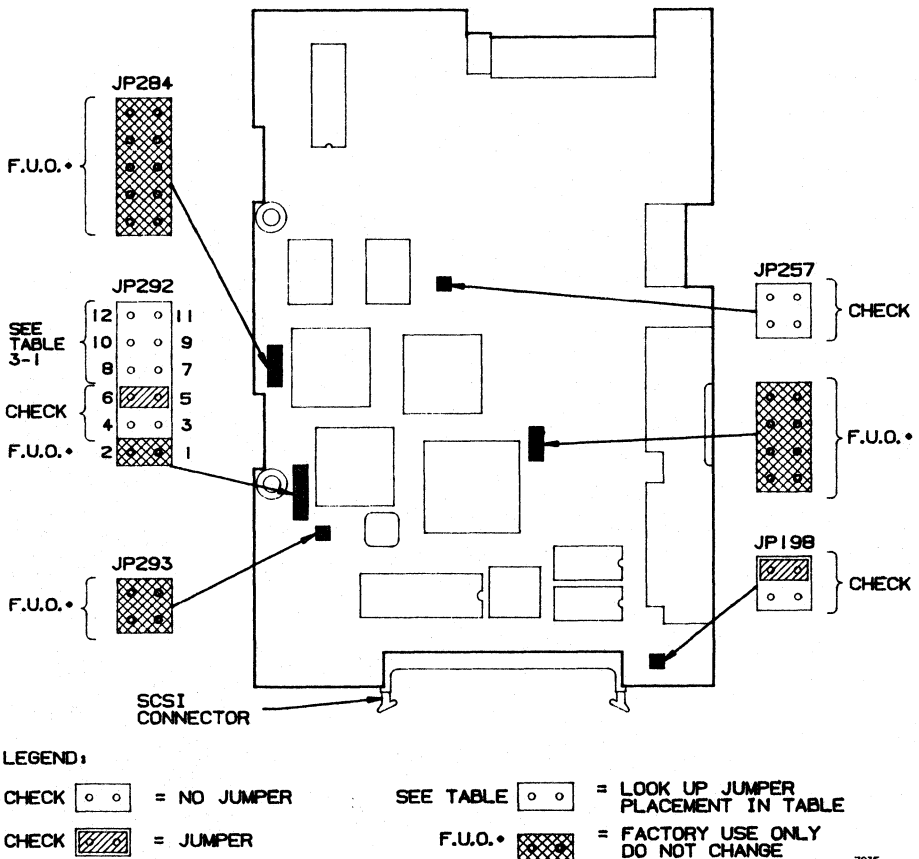 JP284
F.U.O.*
JP292
12 11
10 9
8 7
6 5
4 3
2 1
SEE
TABLE
3-1
CHECK
F.U.O.*
JP293
F.U.O.*
JP257
CHECK
F.U.O.*
JP198
CHECK
SCSI
CONNECTOR
LEGEND:
CHECK = NO JUMPER
CHECK = JUMPER
SEE TABLE = LOOK UP JUMPER
PLACEMENT IN TABLE
F.U.O.* = FACTORY USE ONLY
DO NOT CHANGE